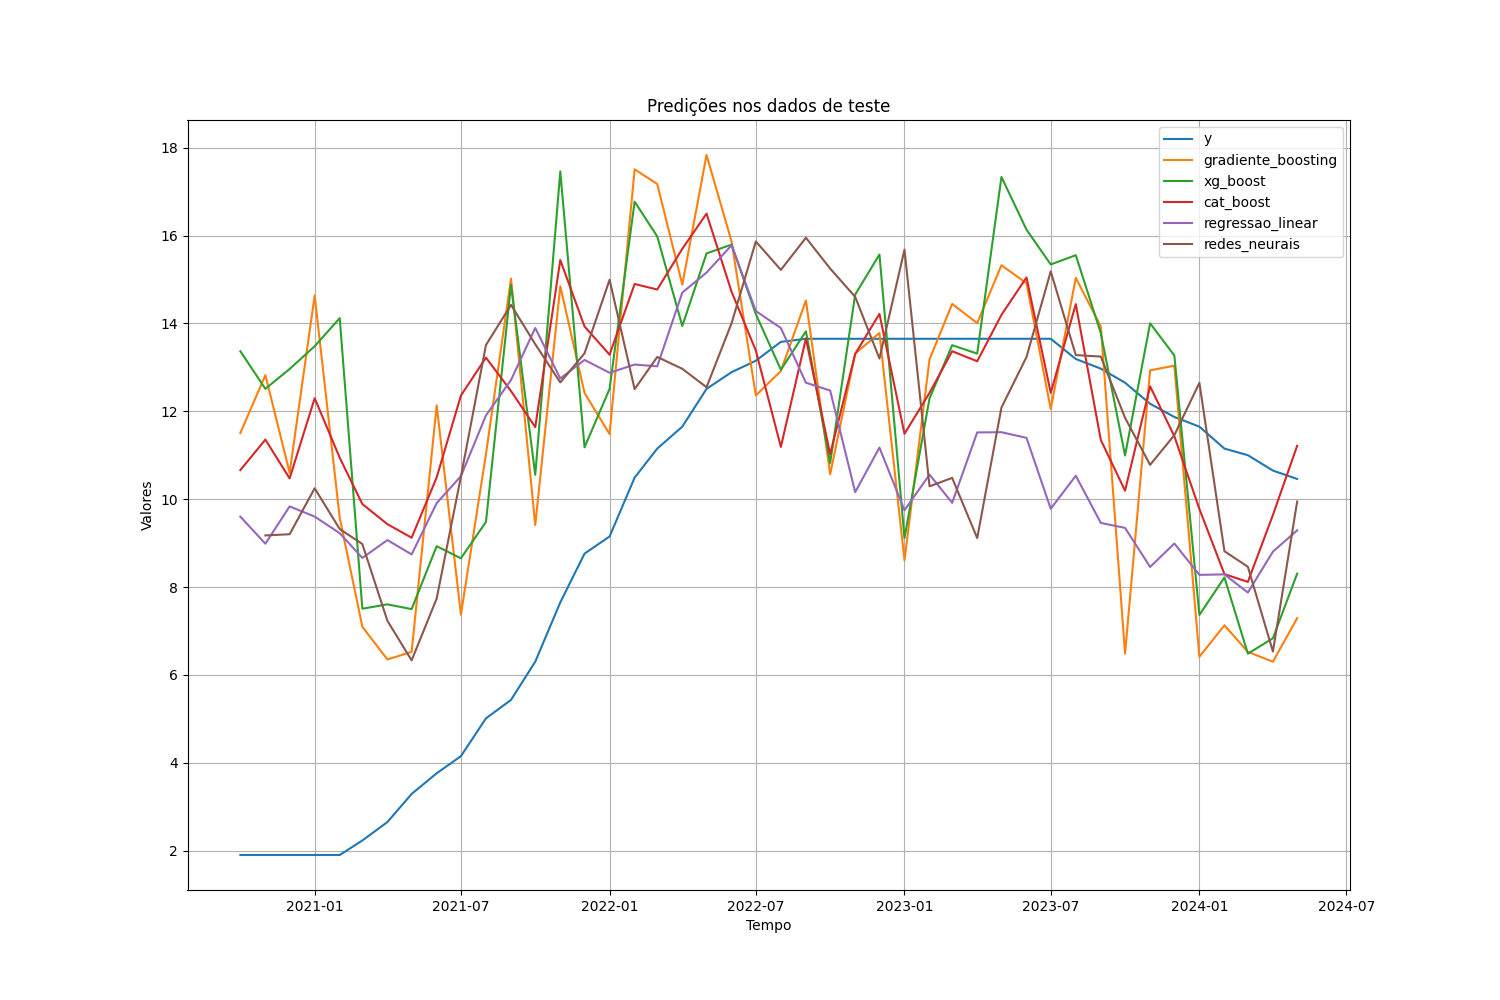 Predições nos dados de teste
y
gradiente_boosting
xg_boost
cat_boost
regressao_linear
redes_neurais
Valores
18
16
14
12
10
8
6
4
2
2021-01 2021-07 2022-01 2022-07 2023-01 2023-07 2024-01 2024-07
Tempo